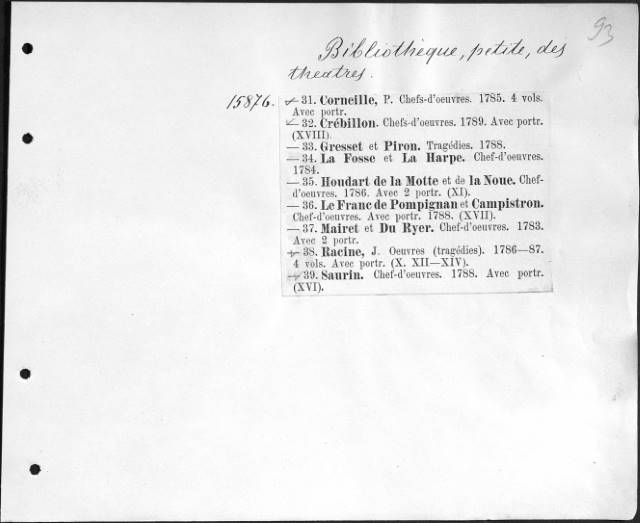 93
Bibliothèque, petite, des
théatres.
15876.
— 31. Corneille, P. Chefs-d'oeuvres. 1785. 4 vols.
Avec portr.
— 32. Crébillon. Chefs-d'oeuvres. 1789. Avec portr.
(XVIII).
— 33. Gresset et Piron. Tragédies. 1788.
— 34. La Fosse et La Harpe. Chef-d'oeuvres.
1784.
— 35. Houdart de la Motte et de la Noue. Chef-
d'oeuvres. 1786. Avec 2 portr. (XI).
— 36. Le Franc de Pompignan et Campistron.
Chef-d'oeuvres. Avec portr. 1788. (XVII).
— 37. Mairet et Du Ryer. Chef-d'oeuvres. 1783.
Avec 2 portr.
— 38. Racine, J. Oeuvres (tragédies). 1786—87.
4 vols. Avec portr. (X. XII—XIV).
— 39. Saurin. Chef-d'oeuvres. 1788. Avec portr.
(XVI).